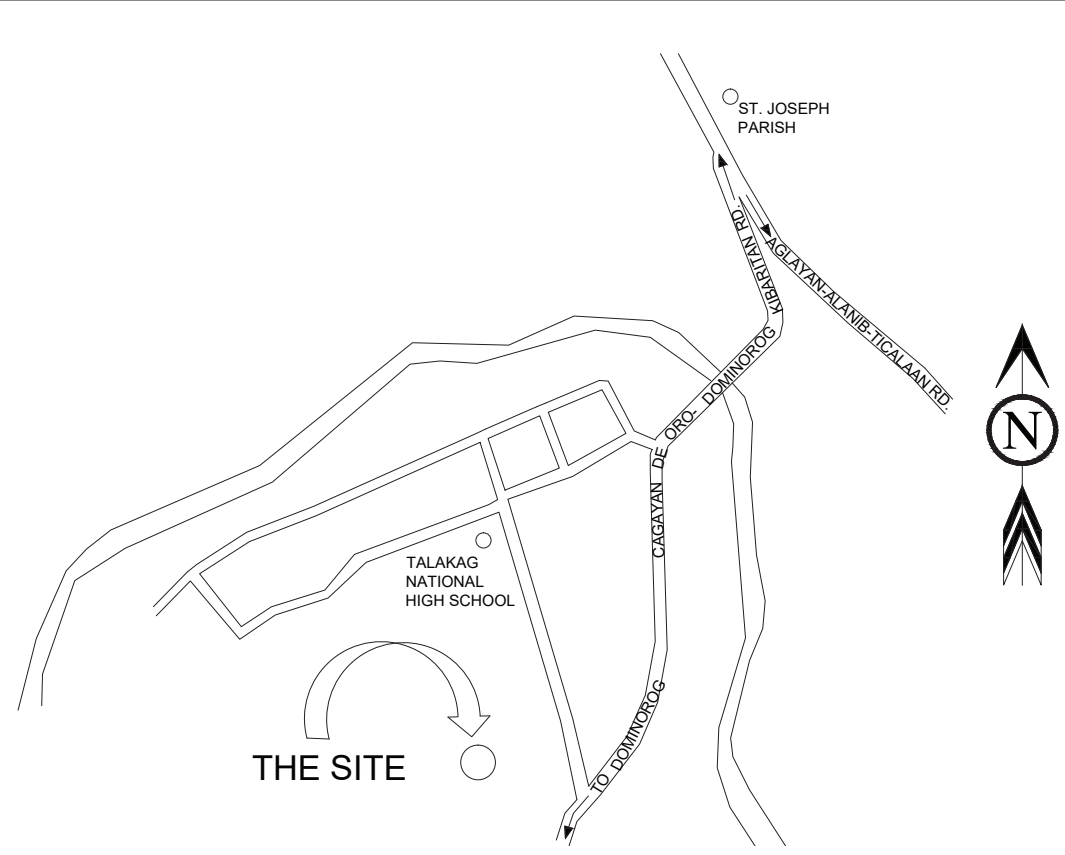 ST. JOSEPH
PARISH
KIBARITAN RD.
AGLAYAN-ALANIB-TICALAAN RD.
CAGAYAN DE ORO- DOMINOROG
N
TALAKAG
NATIONAL
HIGH SCHOOL
TO DOMINOROG
THE SITE